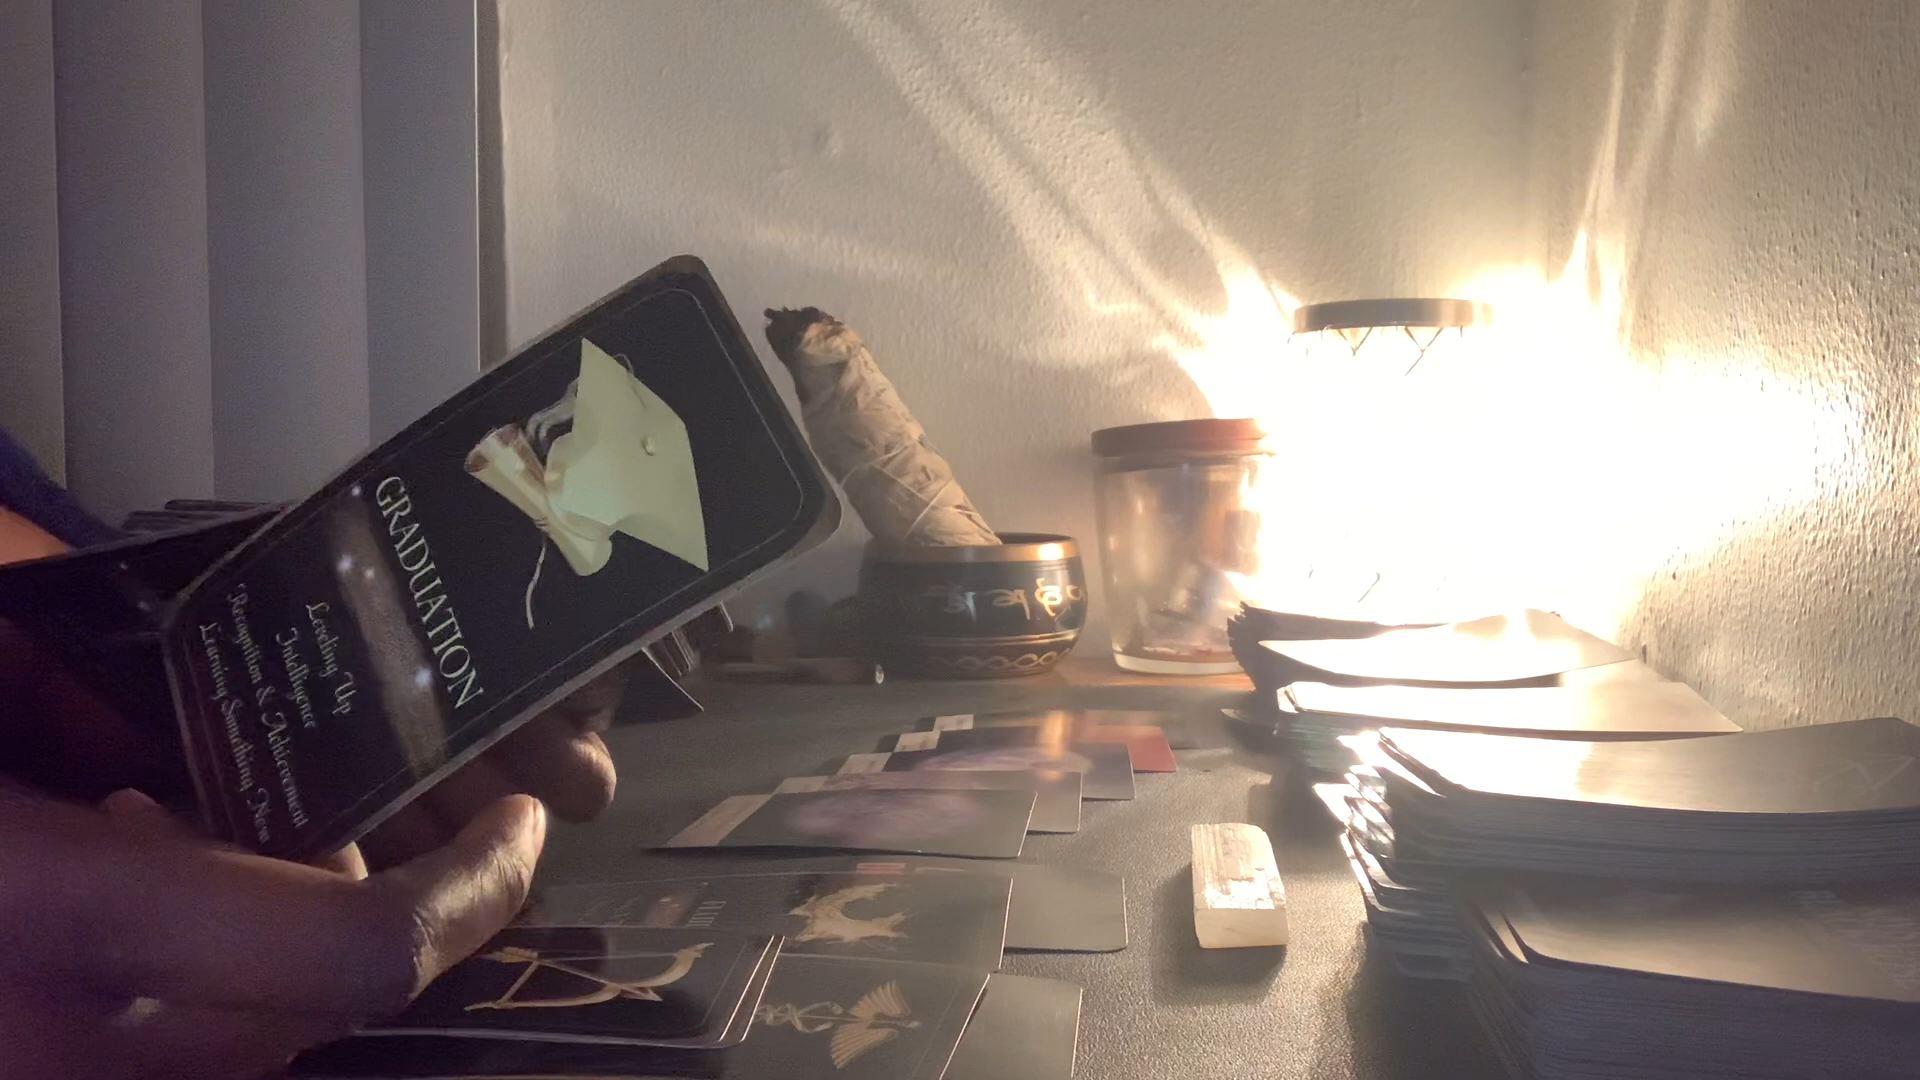 GRADUATION
Leveling Up
Intelligence
Recognition & Achievement
Learning Something New